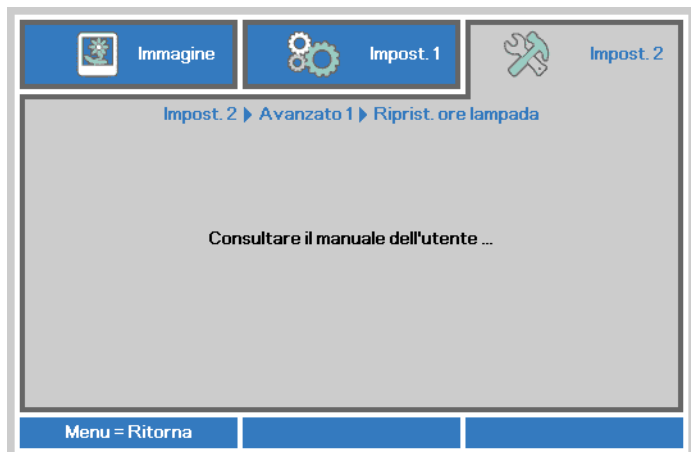 Immagine
Impost. 1
Impost. 2
Impost. 2 ▶ Avanzato 1 ▶ Riprist. ore lampada
Consultare il manuale dell'utente ...
Menu = Ritorna